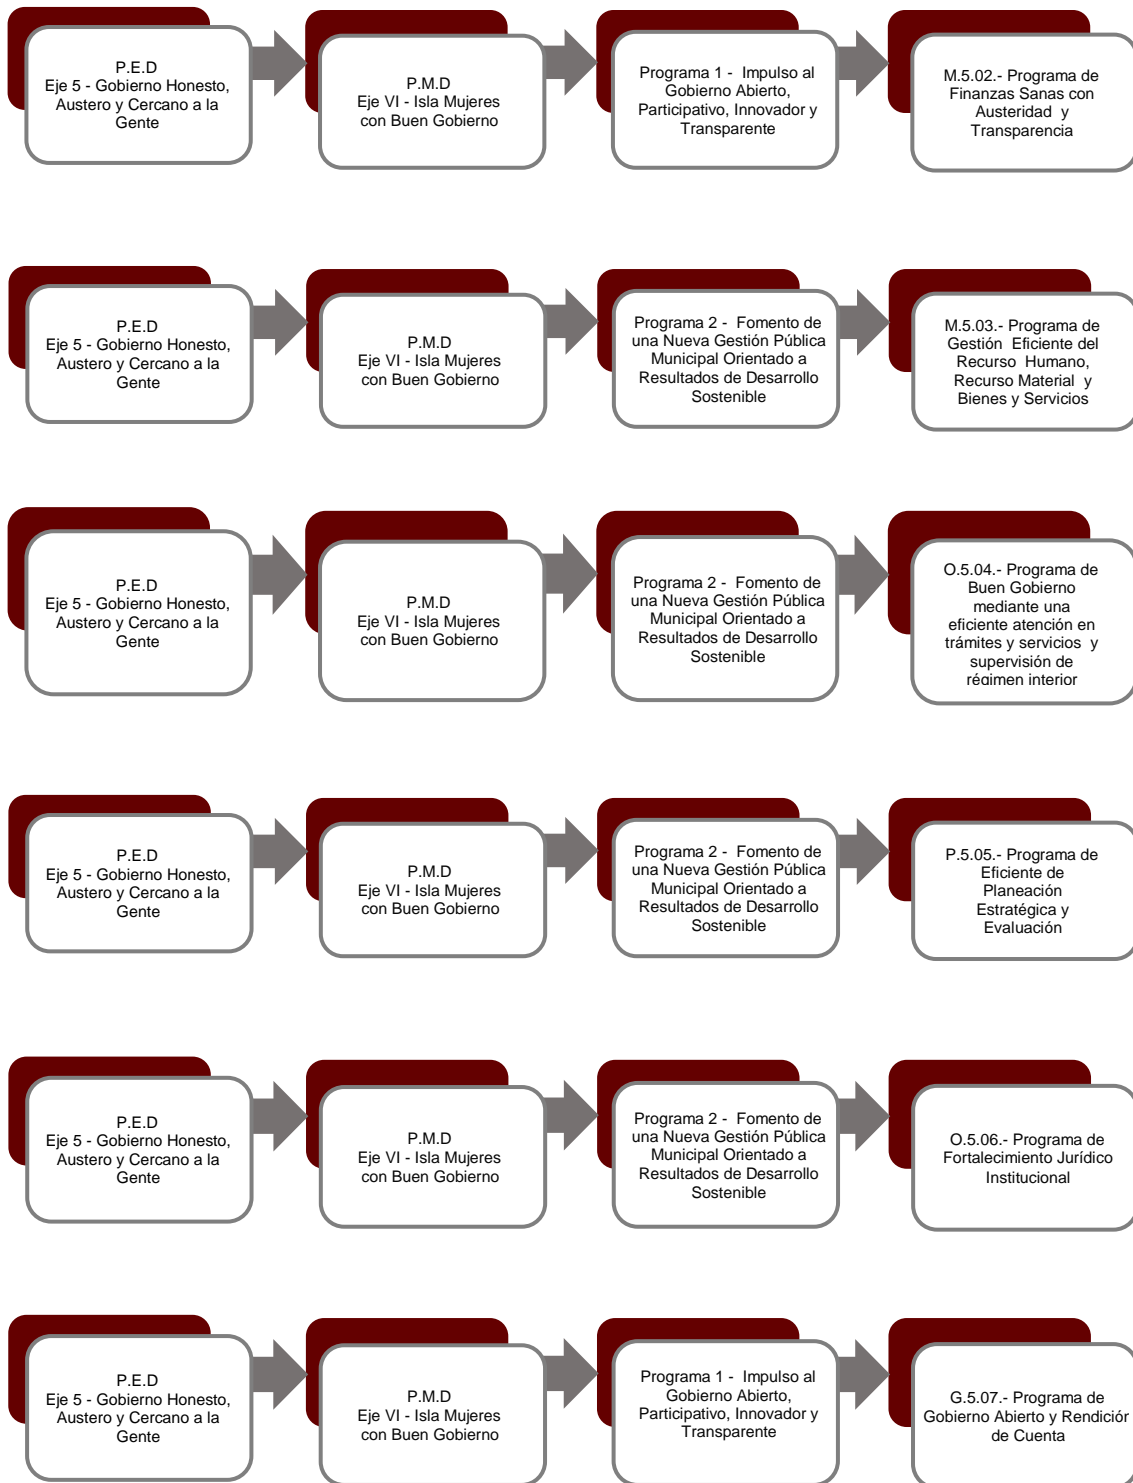 P.E.D
Eje 5 - Gobierno Honesto,
Austero y Cercano a la
Gente
P.M.D
Eje VI - Isla Mujeres
con Buen Gobierno
Programa 1 - Impulso al
Gobierno Abierto,
Participativo, Innovador y
Transparente
M.5.02.- Programa de
Finanzas Sanas con
Austeridad y
Transparencia
P.E.D
Eje 5 - Gobierno Honesto,
Austero y Cercano a la
Gente
P.M.D
Eje VI - Isla Mujeres
con Buen Gobierno
Programa 2 - Fomento de
una Nueva Gestión Pública
Municipal Orientado a
Resultados de Desarrollo
Sostenible
M.5.03.- Programa de
Gestión Eficiente del
Recurso Humano,
Recurso Material y
Bienes y Servicios
P.E.D
Eje 5 - Gobierno Honesto,
Austero y Cercano a la
Gente
P.M.D
Eje VI - Isla Mujeres
con Buen Gobierno
Programa 2 - Fomento de
una Nueva Gestión Pública
Municipal Orientado a
Resultados de Desarrollo
Sostenible
O.5.04.- Programa de
Buen Gobierno
mediante una
eficiente atención en
trámites y servicios y
supervisión de
régimen interior
P.E.D
Eje 5 - Gobierno Honesto,
Austero y Cercano a la
Gente
P.M.D
Eje VI - Isla Mujeres
con Buen Gobierno
Programa 2 - Fomento de
una Nueva Gestión Pública
Municipal Orientado a
Resultados de Desarrollo
Sostenible
P.5.05.- Programa de
Eficiente de
Planeación
Estratégica y
Evaluación
P.E.D
Eje 5 - Gobierno Honesto,
Austero y Cercano a la
Gente
P.M.D
Eje VI - Isla Mujeres
con Buen Gobierno
Programa 2 - Fomento de
una Nueva Gestión Pública
Municipal Orientado a
Resultados de Desarrollo
Sostenible
O.5.06.- Programa de
Fortalecimiento Jurídico
Institucional
P.E.D
Eje 5 - Gobierno Honesto,
Austero y Cercano a la
Gente
P.M.D
Eje VI - Isla Mujeres
con Buen Gobierno
Programa 1 - Impulso al
Gobierno Abierto,
Participativo, Innovador y
Transparente
G.5.07.- Programa de
Gobierno Abierto y Rendición
de Cuenta